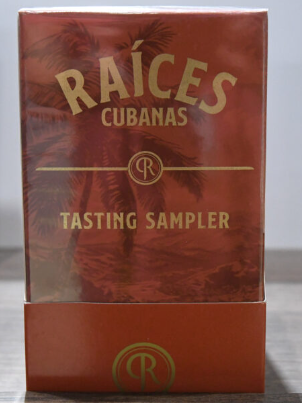 RAÍCES
CUBANAS
CR
TASTING SAMPLER
CR